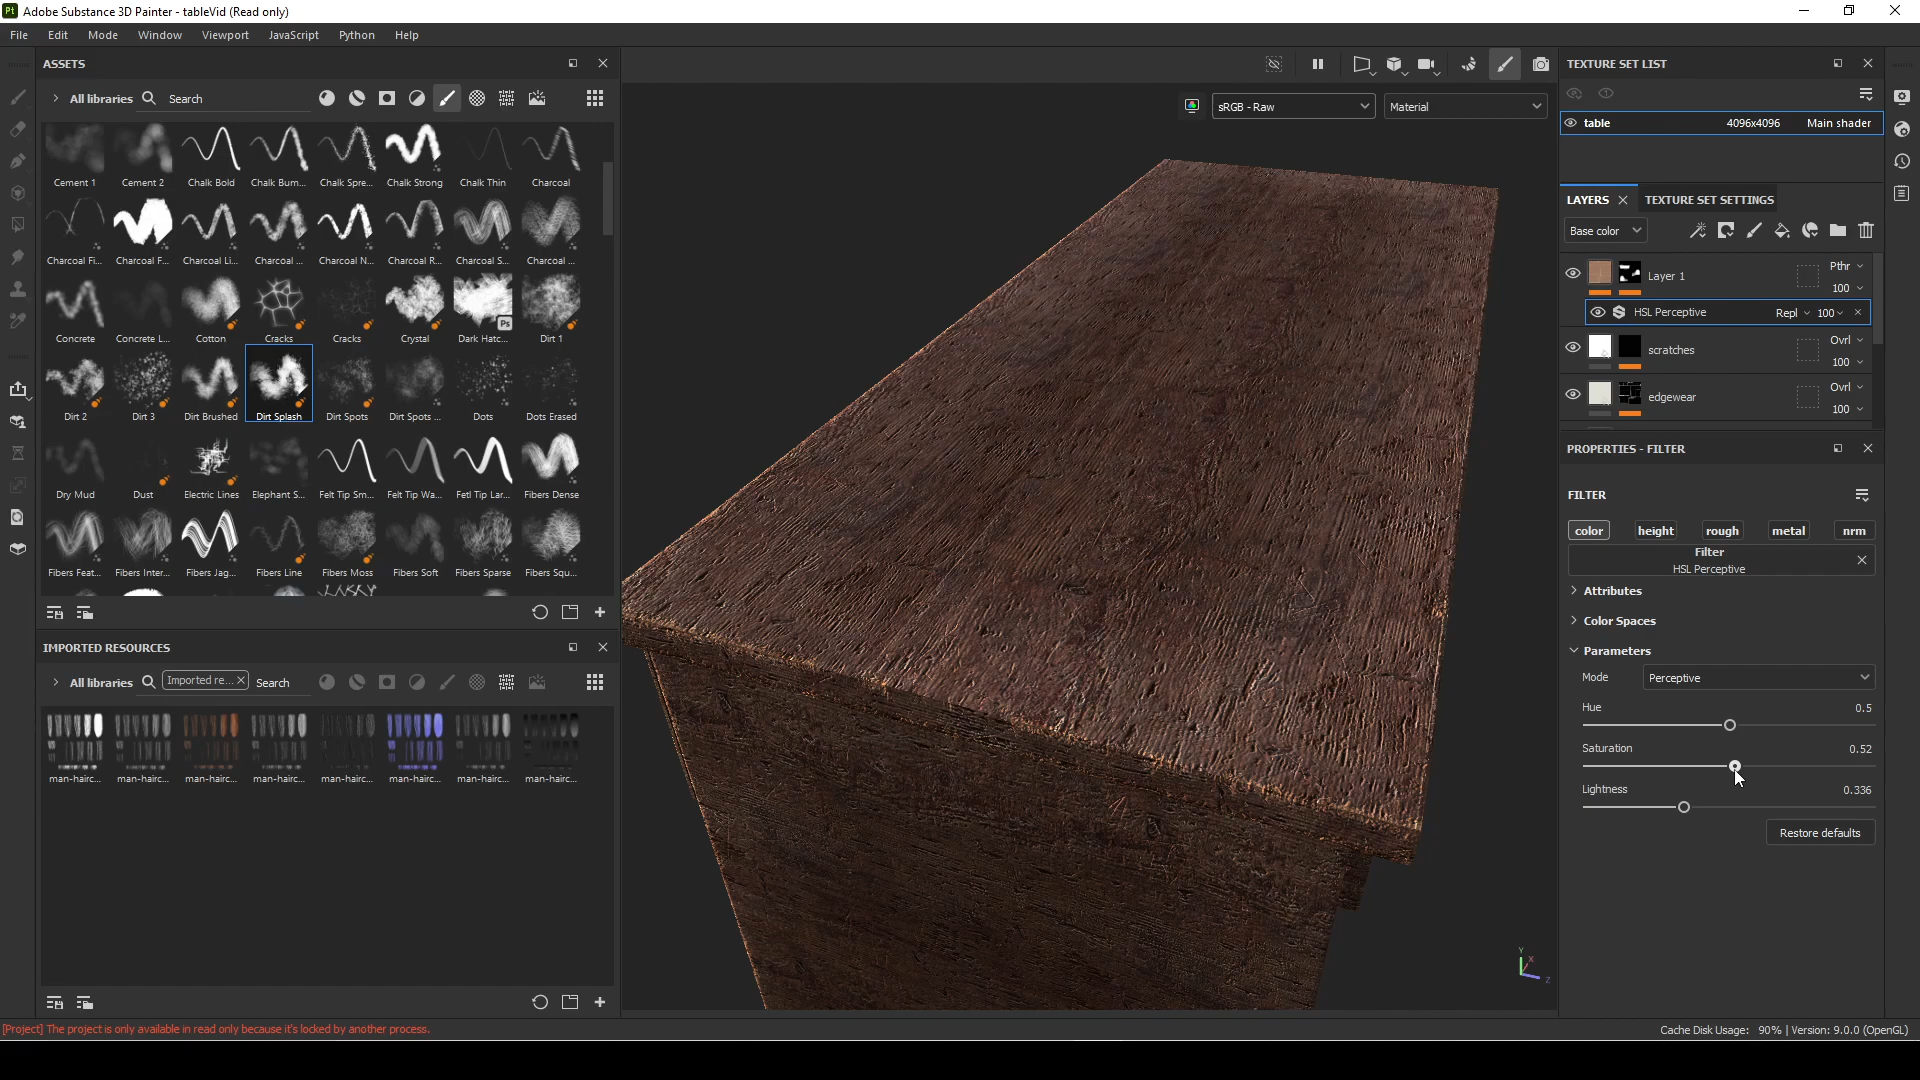 Pt Adobe Substance 3D Painter - tableVid (Read only)
File Edit Mode Window Viewport JavaScript Python Help
ASSETS
All libraries Search
Cement 1 Cement 2 Chalk Bold Chalk Bum... Chalk Spre... Chalk Strong Chalk Thin Charcoal
Charcoal Fi... Charcoal F... Charcoal Li... Charcoal ... Charcoal N... Charcoal R... Charcoal S... Charcoal ...
Concrete Concrete L... Cotton Cracks Cracks Crystal Dark Hatc... Dirt 1
Ps
Dirt 2 Dirt 3 Dirt Brushed Dirt Splash Dirt Spots Dirt Spots ... Dots Dots Erased
Dry Mud Dust Electric Lines Elephant S... Felt Tip Sm... Felt Tip Wa... Fetl Tip Lar... Fibers Dense
Fibers Feat... Fibers Inter... Fibers Jag... Fibers Line Fibers Moss Fibers Soft Fibers Sparse Fibers Squ...
IMPORTED RESOURCES
All libraries Imported re... Search
man-hairc... man-hairc... man-hairc... man-hairc... man-hairc... man-hairc... man-hairc... man-hairc...
sRGB - Raw Material
Y
X
Z
TEXTURE SET LIST
table 4096x4096 Main shader
LAYERS TEXTURE SET SETTINGS
Base color
Layer 1 Pthr
100
HSL Perceptive Repl 100
scratches Ovrl
100
edgewear Ovrl
100
PROPERTIES - FILTER
FILTER
color height rough metal nrm
Filter
HSL Perceptive
Attributes
Color Spaces
Parameters
Mode Perceptive
Hue 0.5
Saturation 0.52
Lightness 0.336
Restore defaults
[Project] The project is only available in read only because it's locked by another process.
Cache Disk Usage: 90% | Version: 9.0.0 (OpenGL)